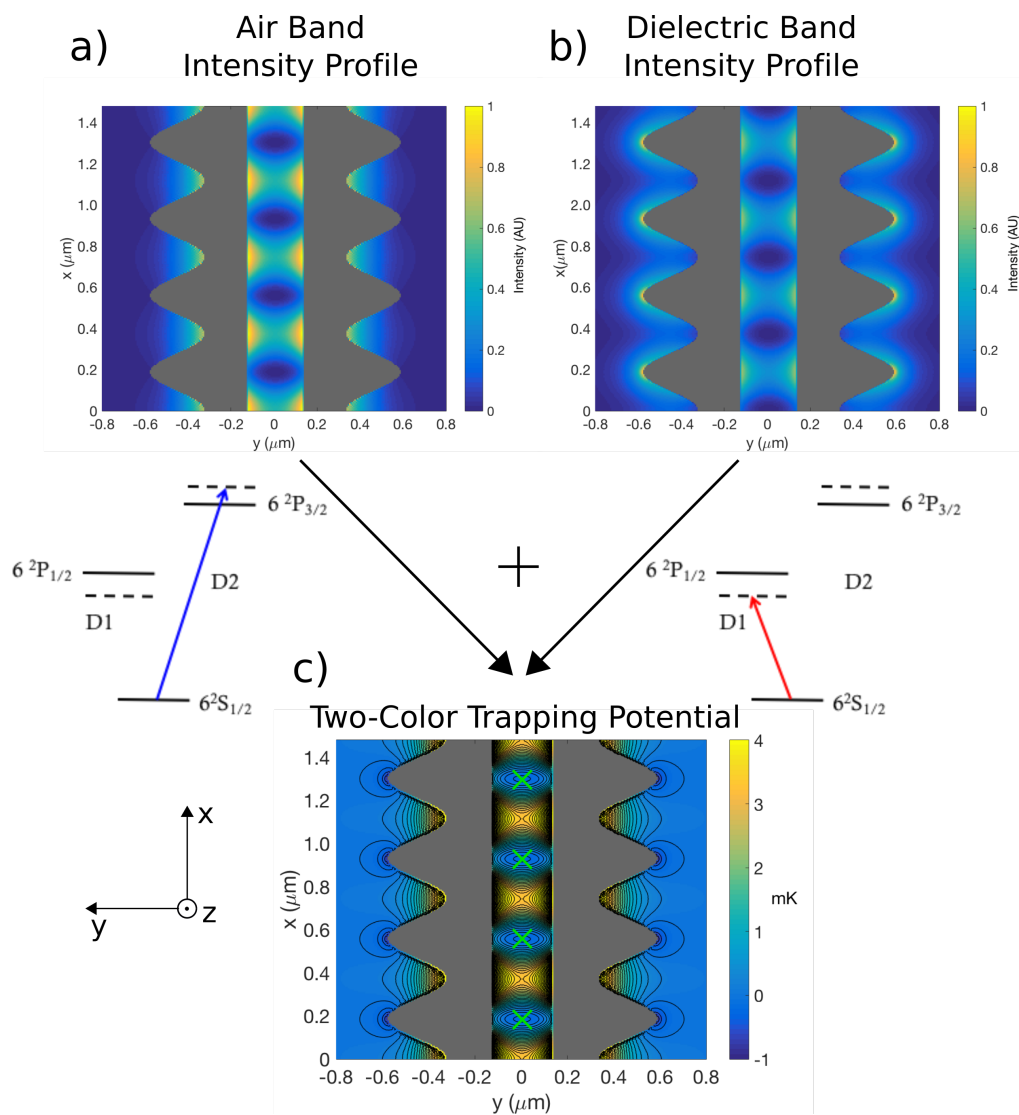 a)
Air Band
Intensity Profile
x (μm)
1.4
1.2
1.0
0.8
0.6
0.4
0.2
0
-0.8
-0.6
-0.4
-0.2
0
0.2
0.4
0.6
0.8
y (μm)
1
0.8
0.6
0.4
0.2
0
Intensity (AU)
b)
Dielectric Band
Intensity Profile
x(μm)
1.4
1.2
2.0
0.8
0.6
0.4
0.2
0
-0.8
-0.6
-0.4
-0.2
0
0.2
0.4
0.6
0.8
y (μm)
1
0.8
0.6
0.4
0.2
0
Intensity (AU)
6 ²P3/2
6 ²P1/2
D2
D1
6²S1/2
+
6 ²P3/2
6 ²P1/2
D2
D1
6²S1/2
c)
Two-Color Trapping Potential
x (μm)
1.4
1.2
1.0
0.8
0.6
0.4
0.2
0
-0.8
-0.6
-0.4
-0.2
0
0.2
0.4
0.6
0.8
y (μm)
4
3
2
1
0
-1
mK
x
y
z